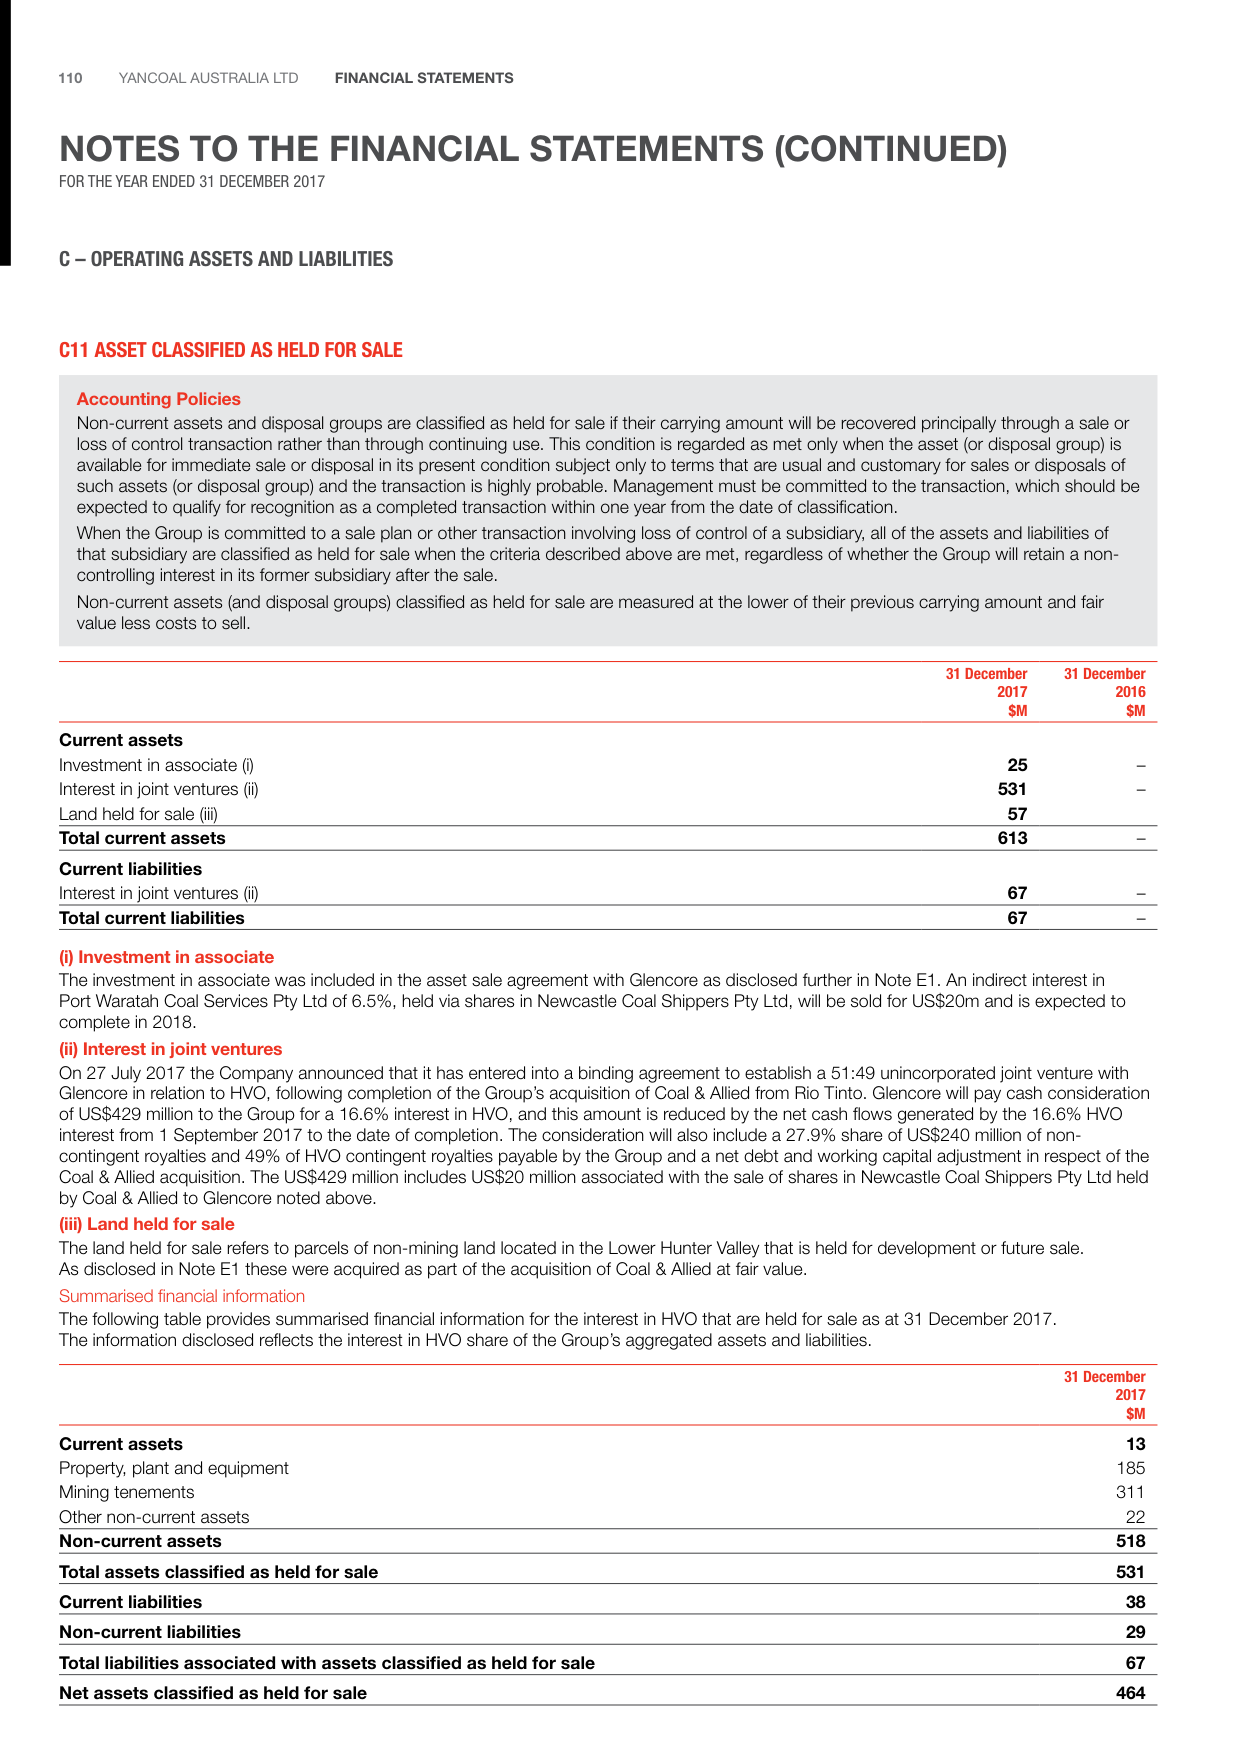 110 YANCOAL AUSTRALIA LTD FINANCIAL STATEMENTS
NOTES TO THE FINANCIAL STATEMENTS (CONTINUED)
FOR THE YEAR ENDED 31 DECEMBER 2017
C – OPERATING ASSETS AND LIABILITIES
C11 ASSET CLASSIFIED AS HELD FOR SALE
Accounting Policies
Non-current assets and disposal groups are classified as held for sale if their carrying amount will be recovered principally through a sale or
loss of control transaction rather than through continuing use. This condition is regarded as met only when the asset (or disposal group) is
available for immediate sale or disposal in its present condition subject only to terms that are usual and customary for sales or disposals of
such assets (or disposal group) and the transaction is highly probable. Management must be committed to the transaction, which should be
expected to qualify for recognition as a completed transaction within one year from the date of classification.
When the Group is committed to a sale plan or other transaction involving loss of control of a subsidiary, all of the assets and liabilities of
that subsidiary are classified as held for sale when the criteria described above are met, regardless of whether the Group will retain a non-
controlling interest in its former subsidiary after the sale.
Non-current assets (and disposal groups) classified as held for sale are measured at the lower of their previous carrying amount and fair
value less costs to sell.
31 December 31 December
2017 2016
$M $M
Current assets
Investment in associate (i) 25 –
Interest in joint ventures (ii) 531 –
Land held for sale (iii) 57
Total current assets 613 –
Current liabilities
Interest in joint ventures (ii) 67 –
Total current liabilities 67 –
(i) Investment in associate
The investment in associate was included in the asset sale agreement with Glencore as disclosed further in Note E1. An indirect interest in
Port Waratah Coal Services Pty Ltd of 6.5%, held via shares in Newcastle Coal Shippers Pty Ltd, will be sold for US$20m and is expected to
complete in 2018.
(ii) Interest in joint ventures
On 27 July 2017 the Company announced that it has entered into a binding agreement to establish a 51:49 unincorporated joint venture with
Glencore in relation to HVO, following completion of the Group's acquisition of Coal & Allied from Rio Tinto. Glencore will pay cash consideration
of US$429 million to the Group for a 16.6% interest in HVO, and this amount is reduced by the net cash flows generated by the 16.6% HVO
interest from 1 September 2017 to the date of completion. The consideration will also include a 27.9% share of US$240 million of non-
contingent royalties and 49% of HVO contingent royalties payable by the Group and a net debt and working capital adjustment in respect of the
Coal & Allied acquisition. The US$429 million includes US$20 million associated with the sale of shares in Newcastle Coal Shippers Pty Ltd held
by Coal & Allied to Glencore noted above.
(iii) Land held for sale
The land held for sale refers to parcels of non-mining land located in the Lower Hunter Valley that is held for development or future sale.
As disclosed in Note E1 these were acquired as part of the acquisition of Coal & Allied at fair value.
Summarised financial information
The following table provides summarised financial information for the interest in HVO that are held for sale as at 31 December 2017.
The information disclosed reflects the interest in HVO share of the Group's aggregated assets and liabilities.
31 December
2017
$M
Current assets 13
Property, plant and equipment 185
Mining tenements 311
Other non-current assets 22
Non-current assets 518
Total assets classified as held for sale 531
Current liabilities 38
Non-current liabilities 29
Total liabilities associated with assets classified as held for sale 67
Net assets classified as held for sale 464